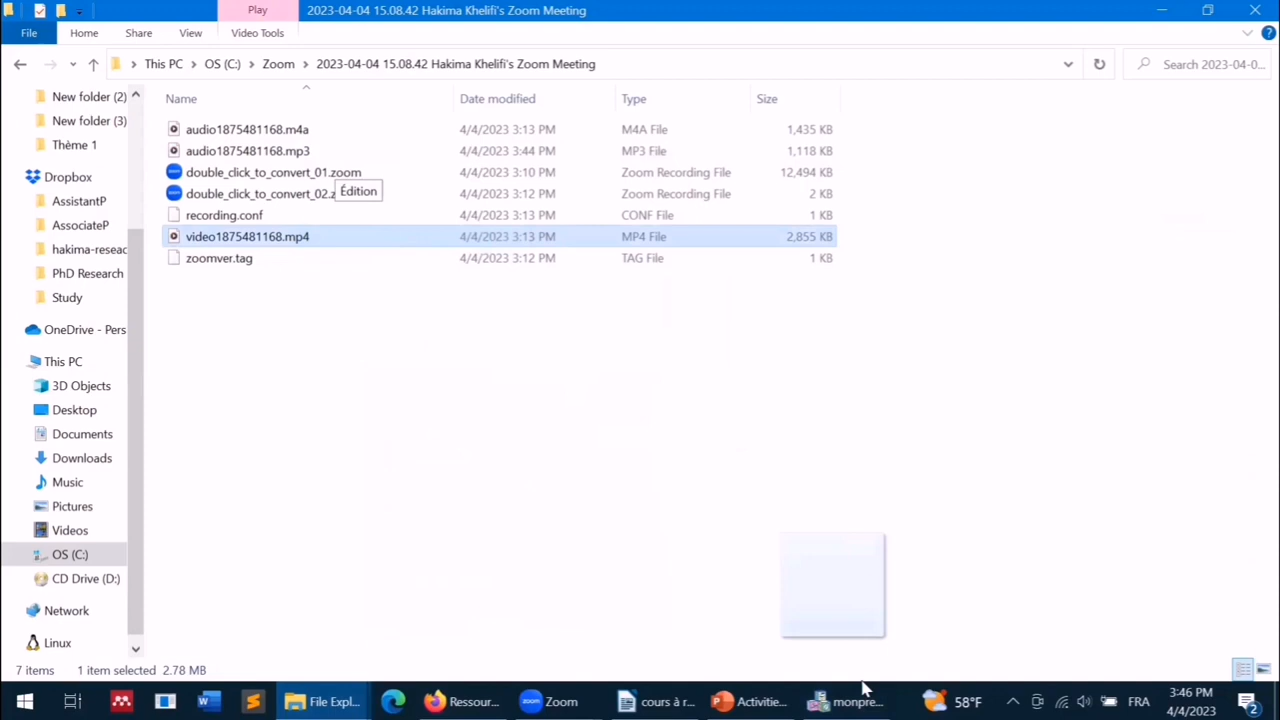 Play
2023-04-04 15.08.42 Hakima Khelifi's Zoom Meeting
File Home Share View Video Tools
This PC OS (C:) Zoom 2023-04-04 15.08.42 Hakima Khelifi's Zoom Meeting
Search 2023-04-0...
New folder (2)
New folder (3)
Thème 1
Dropbox
AssistantP
AssociateP
hakima-reseac
PhD Research
Study
OneDrive - Pers
This PC
3D Objects
Desktop
Documents
Downloads
Music
Pictures
Videos
OS (C:)
CD Drive (D:)
Network
Linux
Name Date modified Type Size
audio1875481168.m4a 4/4/2023 3:13 PM M4A File 1,435 KB
audio1875481168.mp3 4/4/2023 3:44 PM MP3 File 1,118 KB
double_click_to_convert_01.zoom 4/4/2023 3:10 PM Zoom Recording File 12,494 KB
double_click_to_convert_02.z 4/4/2023 3:12 PM Zoom Recording File 2 KB
Édition
recording.conf 4/4/2023 3:13 PM CONF File 1 KB
video1875481168.mp4 4/4/2023 3:13 PM MP4 File 2,855 KB
zoomver.tag 4/4/2023 3:12 PM TAG File 1 KB
7 items 1 item selected 2.78 MB
File Expl... Ressour... Zoom cours à r... Activitie... monpre... 58°F FRA
3:46 PM
4/4/2023
2